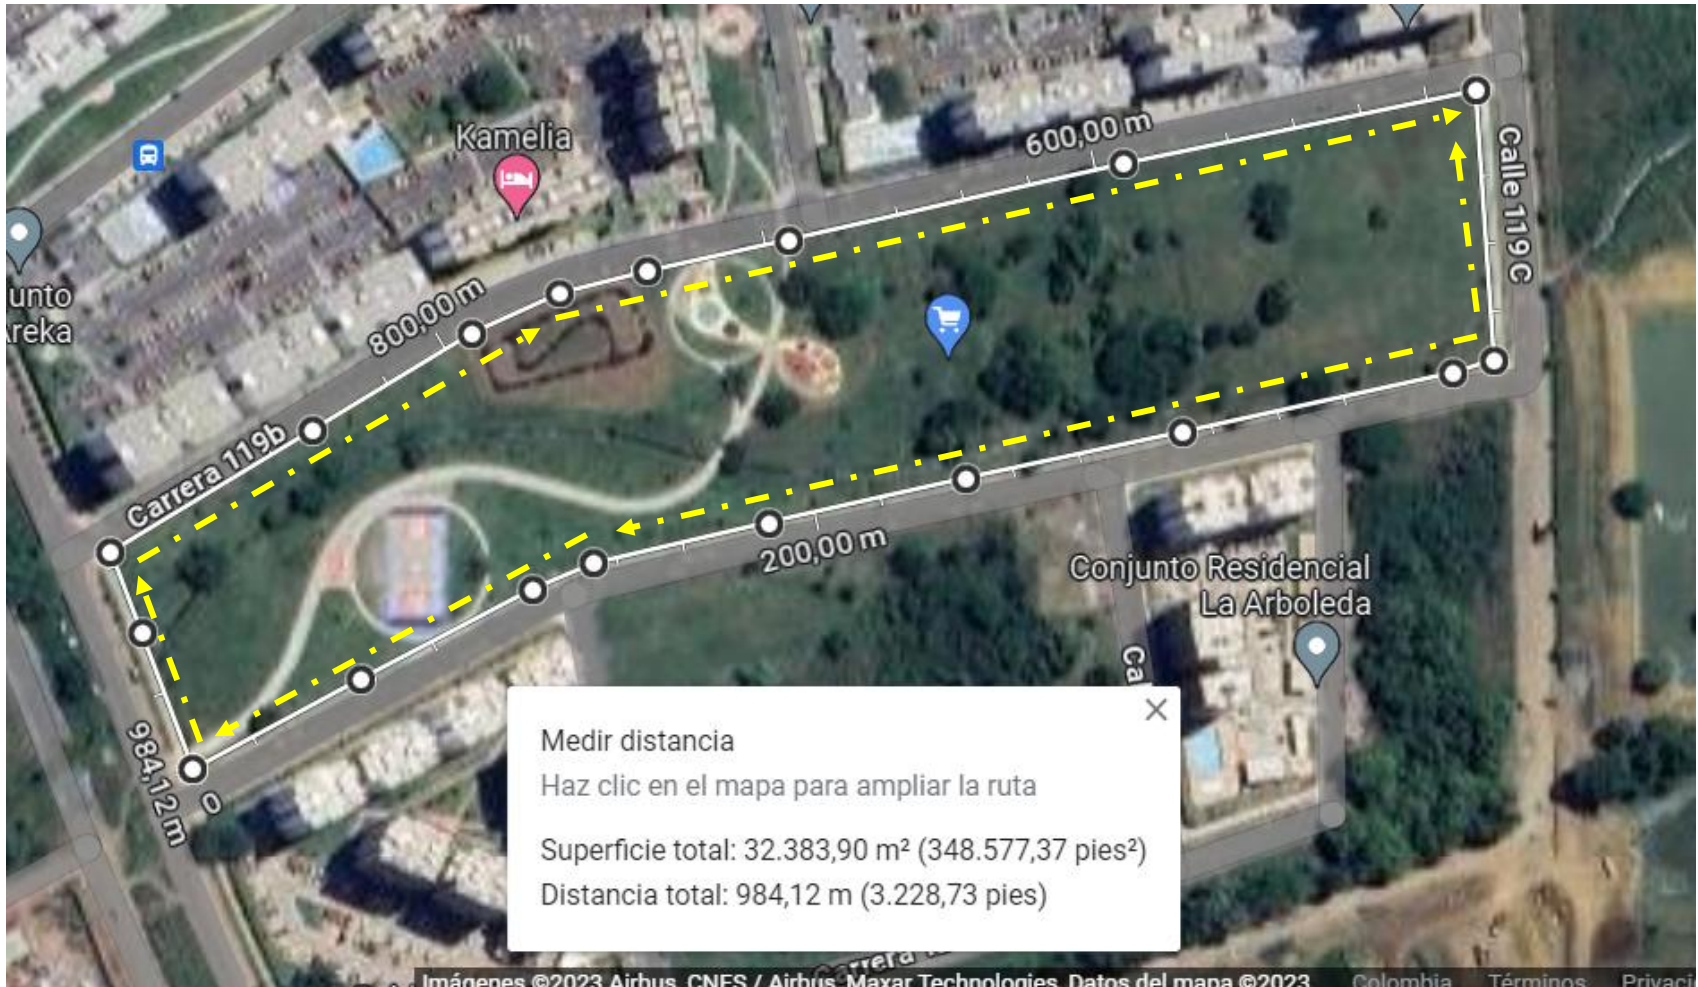 Kamelia
600,00 m
Calle 119 C
unto
Areka
800,00 m
Carrera 119b
200,00 m
Conjunto Residencial
La Arboleda
984,12 m
0
Medir distancia
Haz clic en el mapa para ampliar la ruta
Superficie total: 32.383,90 m² (348.577,37 pies²)
Distancia total: 984,12 m (3.228,73 pies)
Carrera
Imágenes ©2023 Airbus, CNES / Airbus, Maxar Technologies, Datos del mapa ©2023 Colombia Términos Privaci